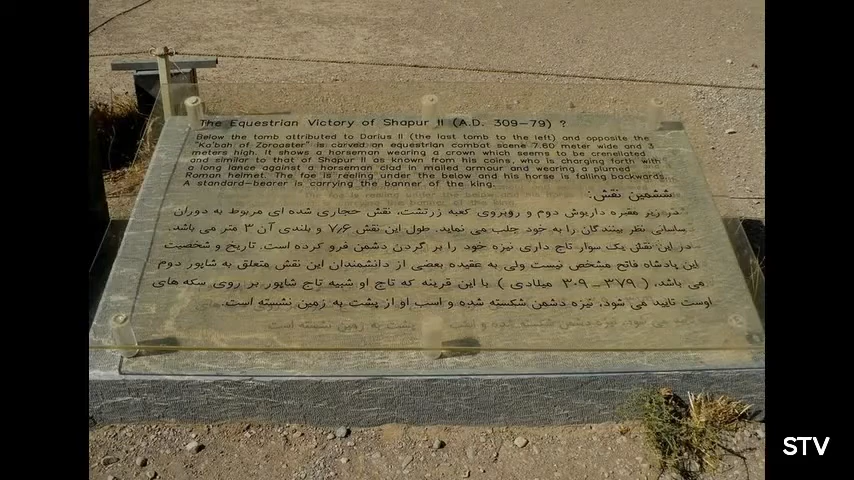 The Equestrian Victory of Shapur II (A.D. 309-79) ?
Below the tomb attributed to Darius II (the last tomb to the left) and opposite the
"Ka'bah of Zoroaster" is carved an equestrian combat scene 7.60 meter wide and 3
meters high. It shows a horseman wearing a crown which seems to be crenellated
and similar to that of Shapur II as known from his coins, who is charging forth with
a long lance against a horseman clad in mailed armour and wearing a plumed
Roman helmet. The foe is reeling under the below and his horse is falling backwards.
A standard-bearer is carrying the banner of the king.
ششمین نقش:
در زیر مقبره داریوش دوم و روبروی کعبه زرتشت، نقش حجاری شده ای مربوط به دوران
ساسانی نظر بینندگان را به خود جلب می نماید. طول این نقش ۷٫۶ و بلندی آن ۳ متر می باشد.
در این نقش یک سوار تاج داری نیزه خود را بر گردن دشمن فرو کرده است. تاریخ و شخصیت
این پادشاه فاتح مشخص نیست ولی به عقیده بعضی از دانشمندان این نقش متعلق به شاپور دوم
می باشد. ( ۳۷۹ – ۳۰۹ میلادی ) با این قرینه که تاج او شبیه تاج شاپور بر روی سکه های
اوست تایید می شود. نیزه دشمن شکسته شده و اسب او از پشت به زمین نشسته است.
STV